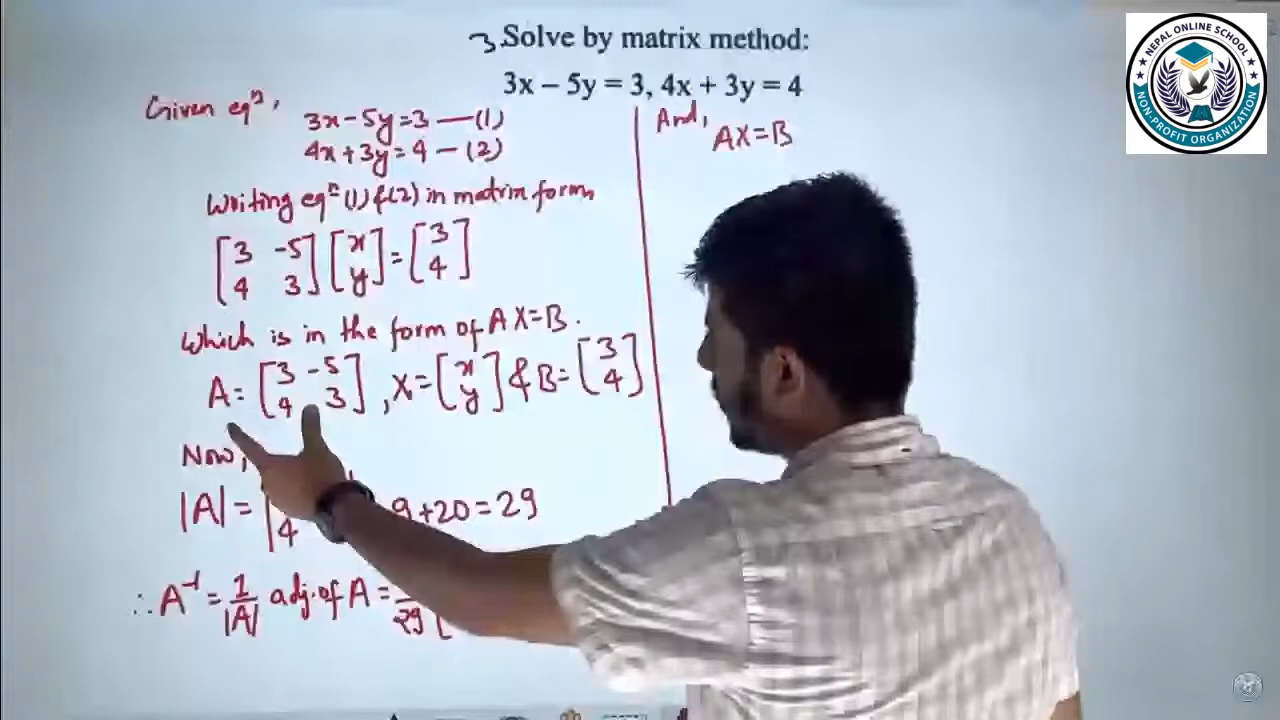 3. Solve by matrix method:
3x – 5y = 3, 4x + 3y = 4
Given eqⁿ,
3x-5y=3 —(1)
4x+3y=4 —(2)
Writing eqⁿ (1) & (2) in matrix form,
[3 -5] [x] = [3]
[4 3] [y] [4]
Which is in the form of AX=B.
A= [3 -5], X= [x] & B= [3]
[4 3] [y] [4]
Now,
|A| = 9+20=29
4
∴ A⁻¹ = 1/|A| adj. of A = /29 [
And,
AX=B
NEPAL ONLINE SCHOOL
NON-PROFIT ORGANIZATION